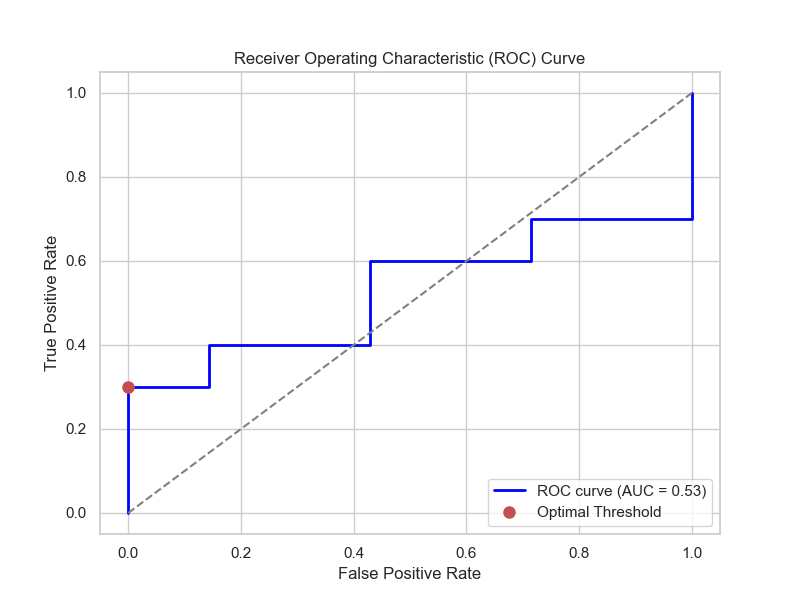 Receiver Operating Characteristic (ROC) Curve
1.0
0.8
0.6
0.4
0.2
0.0
True Positive Rate
0.0 0.2 0.4 0.6 0.8 1.0
False Positive Rate
ROC curve (AUC = 0.53)
Optimal Threshold